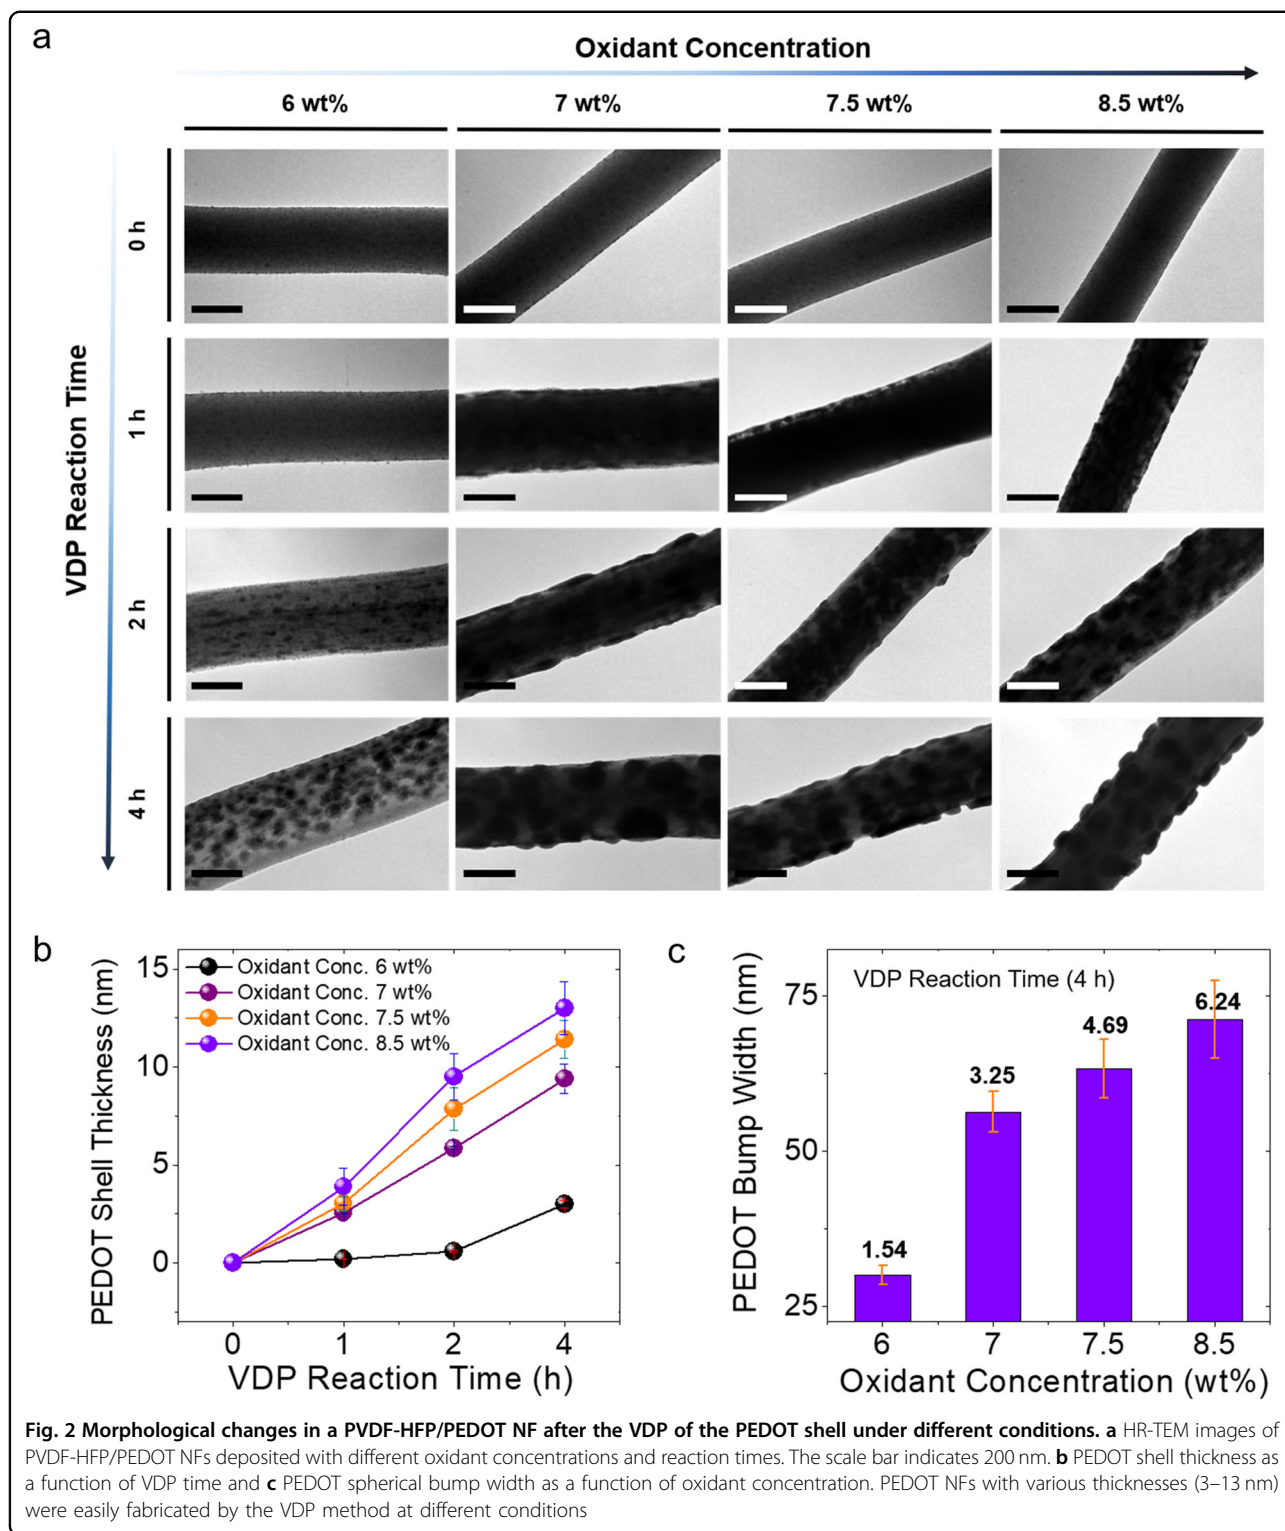 a
Oxidant Concentration
6 wt%
7 wt%
7.5 wt%
8.5 wt%
VDP Reaction Time
0 h
1 h
2 h
4 h
b
PEDOT Shell Thickness (nm)
15
10
5
0
Oxidant Conc. 6 wt%
Oxidant Conc. 7 wt%
Oxidant Conc. 7.5 wt%
Oxidant Conc. 8.5 wt%
0 1 2 4
VDP Reaction Time (h)
c
PEDOT Bump Width (nm)
75
50
25
VDP Reaction Time (4 h)
1.54
3.25
4.69
6.24
6 7 7.5 8.5
Oxidant Concentration (wt%)
Fig. 2 Morphological changes in a PVDF-HFP/PEDOT NF after the VDP of the PEDOT shell under different conditions. a HR-TEM images of
PVDF-HFP/PEDOT NFs deposited with different oxidant concentrations and reaction times. The scale bar indicates 200 nm. b PEDOT shell thickness as
a function of VDP time and c PEDOT spherical bump width as a function of oxidant concentration. PEDOT NFs with various thicknesses (3–13 nm)
were easily fabricated by the VDP method at different conditions